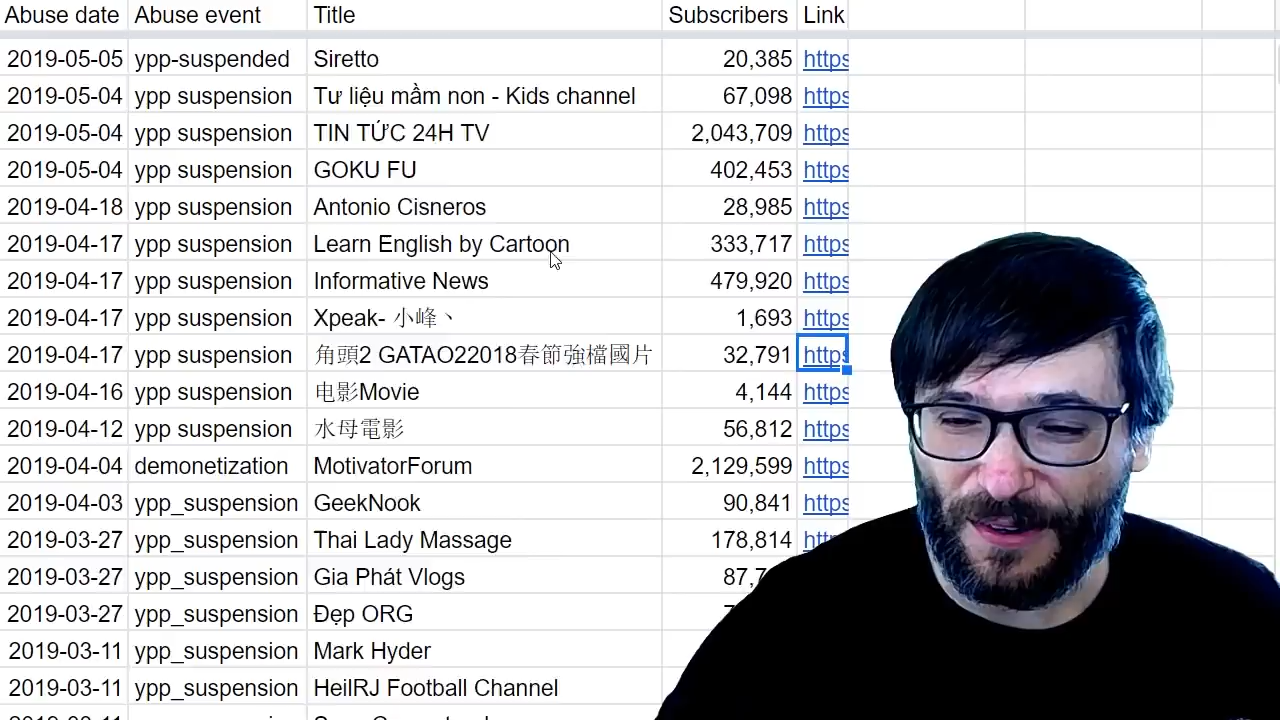 Abuse date Abuse event Title Subscribers Link
2019-05-05 ypp-suspended Siretto 20,385 https
2019-05-04 ypp suspension Tư liệu mầm non - Kids channel 67,098 https
2019-05-04 ypp suspension TIN TỨC 24H TV 2,043,709 https
2019-05-04 ypp suspension GOKU FU 402,453 https
2019-04-18 ypp suspension Antonio Cisneros 28,985 https
2019-04-17 ypp suspension Learn English by Cartoon 333,717 https
2019-04-17 ypp suspension Informative News 479,920 https
2019-04-17 ypp suspension Xpeak- 小峰丶 1,693 https
2019-04-17 ypp suspension 角頭2 GATAO22018春節強檔國片 32,791 https
2019-04-16 ypp suspension 电影Movie 4,144 https
2019-04-12 ypp suspension 水母電影 56,812 https
2019-04-04 demonetization MotivatorForum 2,129,599 https
2019-04-03 ypp_suspension GeekNook 90,841 https
2019-03-27 ypp_suspension Thai Lady Massage 178,814
2019-03-27 ypp_suspension Gia Phát Vlogs
2019-03-27 ypp_suspension Đẹp ORG
2019-03-11 ypp_suspension Mark Hyder
2019-03-11 ypp_suspension HeilRJ Football Channel